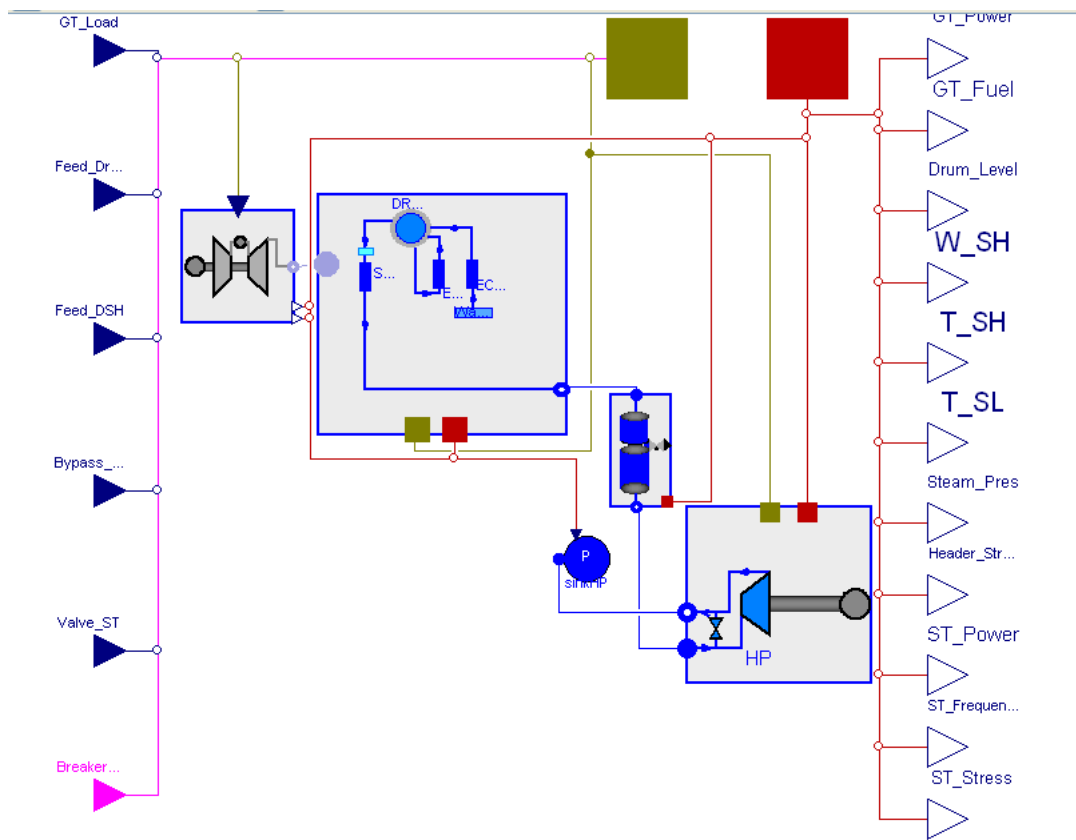 GT_Load
Feed_Dr...
Feed_DSH
Bypass_...
Valve_ST
Breaker...
DR...
S...
E...
EC...
Wa...
P
sinkHP
HP
GT_Power
GT_Fuel
Drum_Level
W_SH
T_SH
T_SL
Steam_Pres
Header_Str...
ST_Power
ST_Frequen...
ST_Stress